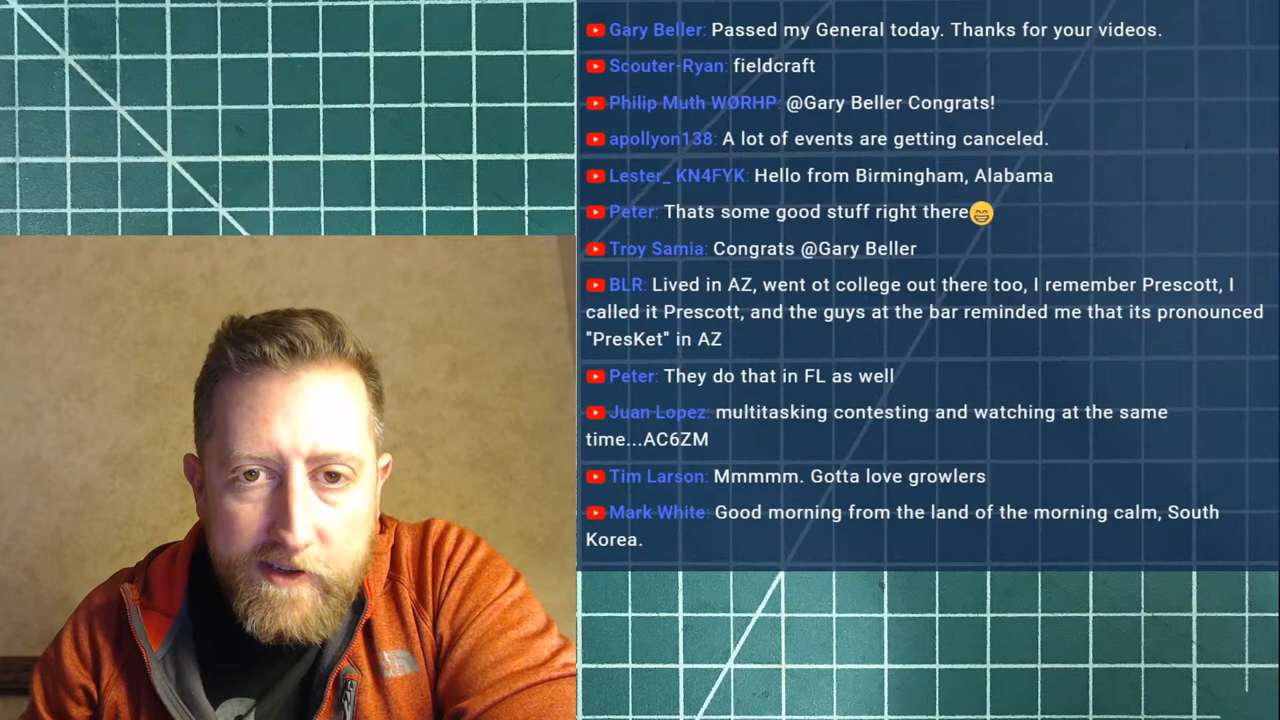 Gary Beller: Passed my General today. Thanks for your videos.
Scouter-Ryan: fieldcraft
Philip Muth WØRHP: @Gary Beller Congrats!
apollyon138: A lot of events are getting canceled.
Lester_ KN4FYK: Hello from Birmingham, Alabama
Peter: Thats some good stuff right there😄
Troy Samia: Congrats @Gary Beller
BLR: Lived in AZ, went ot college out there too, I remember Prescott, I
called it Prescott, and the guys at the bar reminded me that its pronounced
"PresKet" in AZ
Peter: They do that in FL as well
Juan Lopez: multitasking contesting and watching at the same
time...AC6ZM
Tim Larson: Mmmmm. Gotta love growlers
Mark White: Good morning from the land of the morning calm, South
Korea.